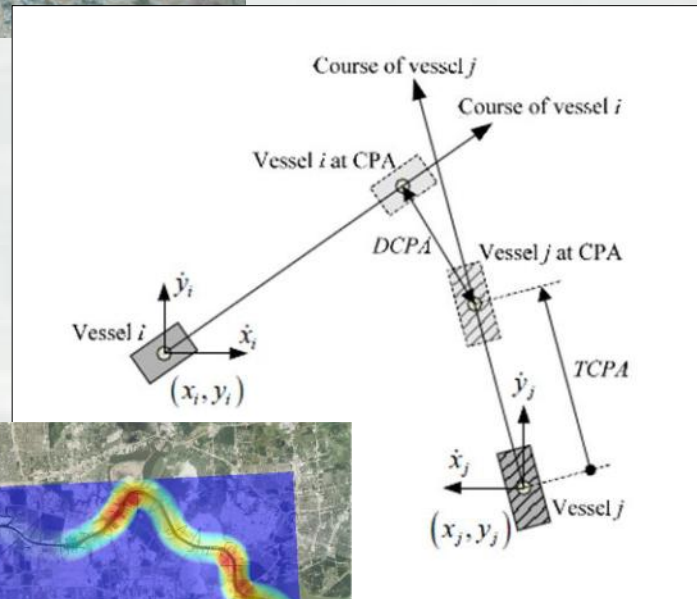 Course of vessel j
Course of vessel i
Vessel i at CPA
DCPA
Vessel j at CPA
ẏᵢ
Vessel i
ẋᵢ
(xᵢ, yᵢ)
TCPA
ẏⱼ
ẋⱼ
(xⱼ, yⱼ)
Vessel j